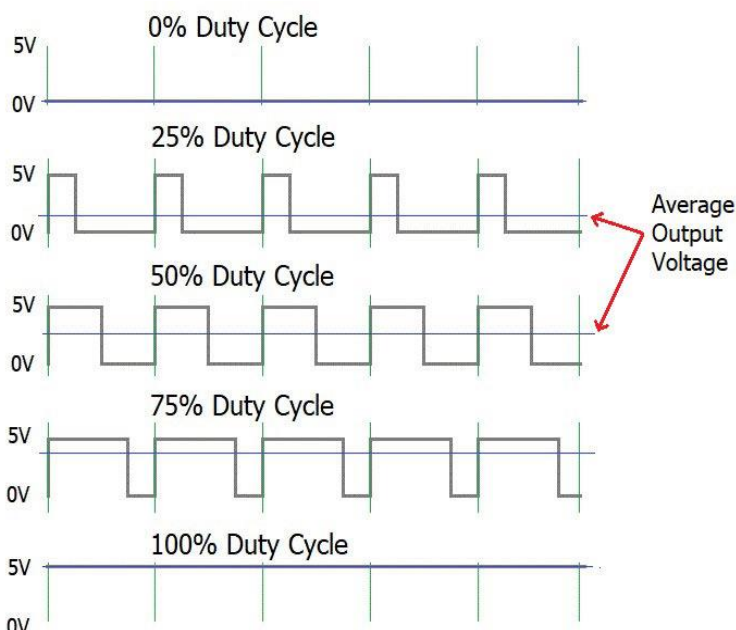 0% Duty Cycle
5V
0V
25% Duty Cycle
5V
0V
Average
Output
Voltage
50% Duty Cycle
5V
0V
75% Duty Cycle
5V
0V
100% Duty Cycle
5V
0V